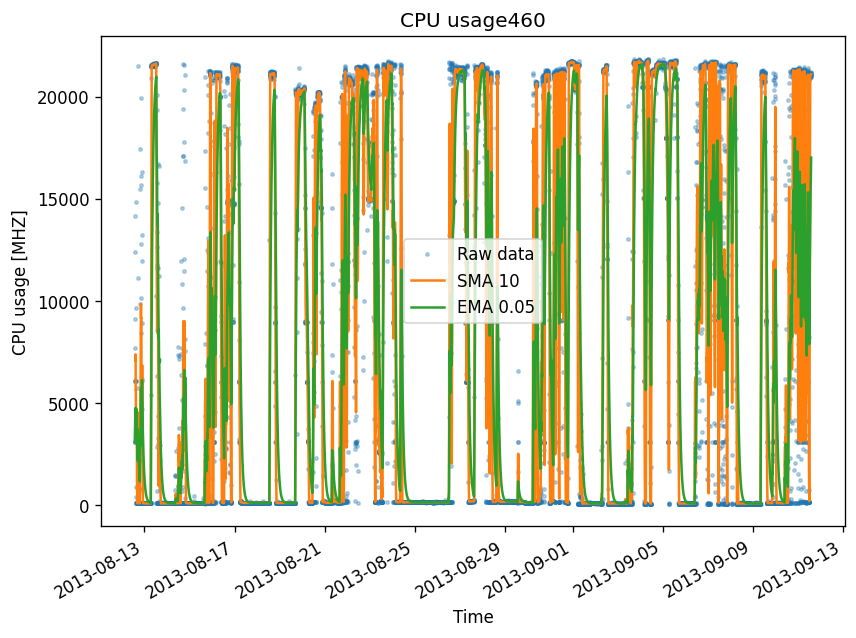 CPU usage460
CPU usage [MHZ]
20000
15000
10000
5000
0
Raw data
SMA 10
EMA 0.05
2013-08-13
2013-08-17
2013-08-21
2013-08-25
2013-08-29
2013-09-01
2013-09-05
2013-09-09
2013-09-13
Time